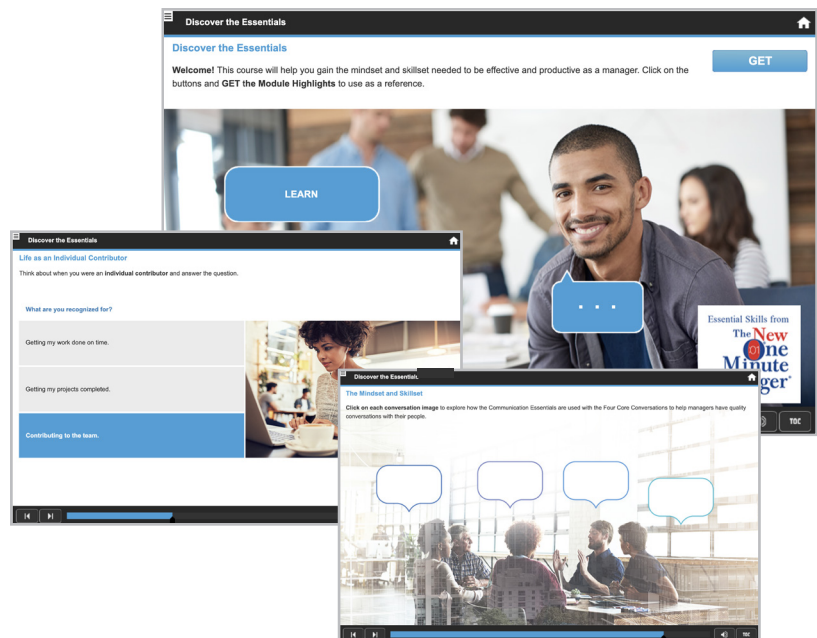 Discover the Essentials
Discover the Essentials
Welcome! This course will help you gain the mindset and skillset needed to be effective and productive as a manager. Click on the
buttons and GET the Module Highlights to use as a reference.
GET
LEARN
. . .
Essential Skills from
The New
One
Minute
ger
TOC
Discover the Essentials
Life as an Individual Contributor
Think about when you were an individual contributor and answer the question.
What are you recognized for?
Getting my work done on time.
Getting my projects completed.
Contributing to the team.
Discover the Essentials
The Mindset and Skillset
Click on each conversation image to explore how the Communication Essentials are used with the Four Core Conversations to help managers have quality
conversations with their people.
TOC